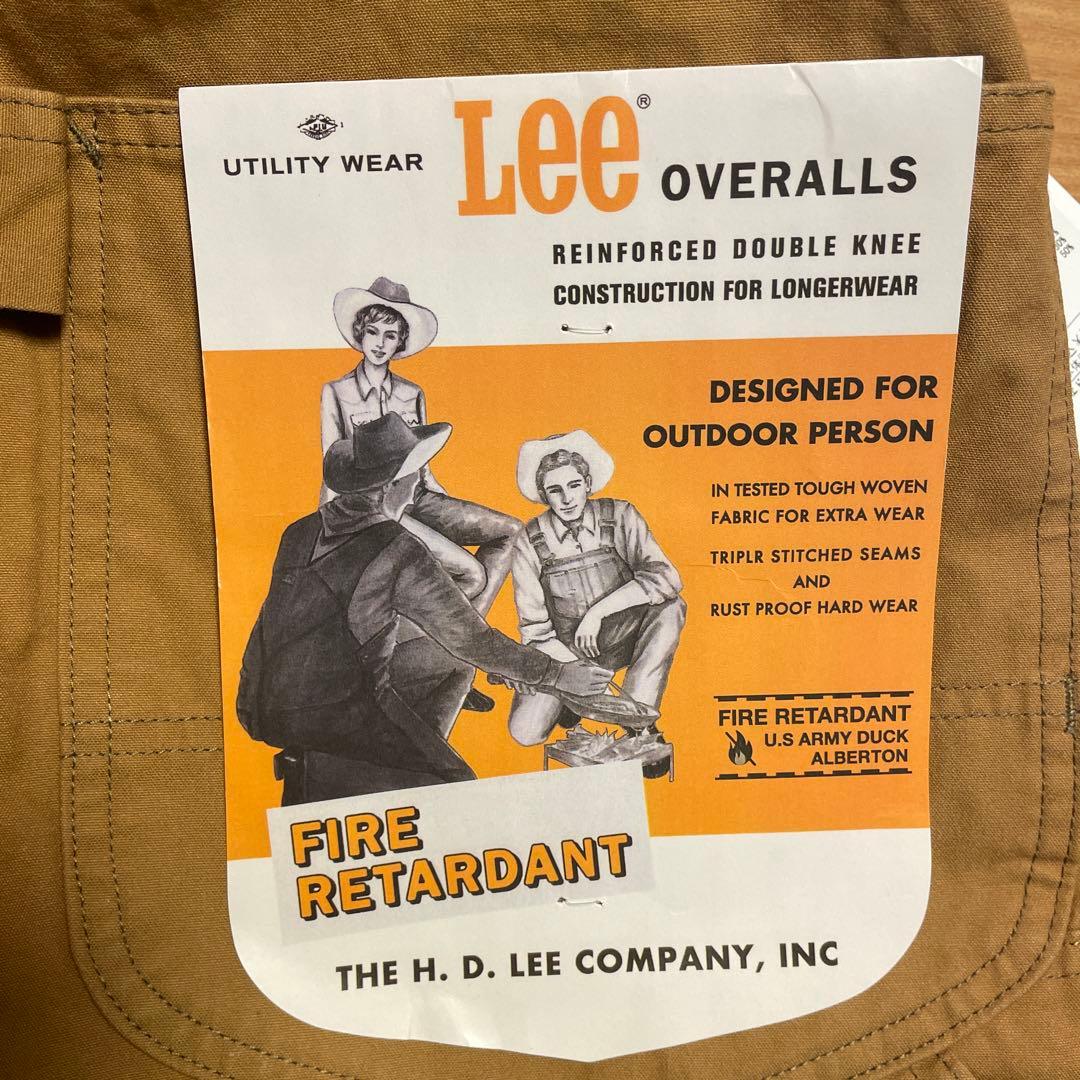 UTILITY WEAR
Lee® OVERALLS
REINFORCED DOUBLE KNEE
CONSTRUCTION FOR LONGERWEAR
DESIGNED FOR
OUTDOOR PERSON
IN TESTED TOUGH WOVEN
FABRIC FOR EXTRA WEAR
TRIPLR STITCHED SEAMS
AND
RUST PROOF HARD WEAR
FIRE RETARDANT
U.S ARMY DUCK
ALBERTON
FIRE
RETARDANT
THE H. D. LEE COMPANY, INC